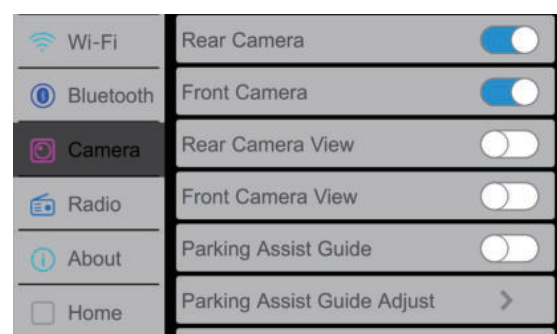 Wi-Fi
Bluetooth
Camera
Radio
About
Home
Rear Camera
Front Camera
Rear Camera View
Front Camera View
Parking Assist Guide
Parking Assist Guide Adjust